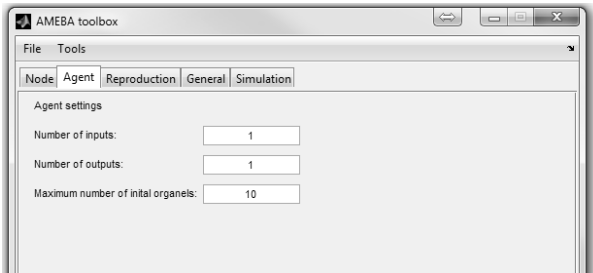 AMEBA toolbox
File Tools
Node Agent Reproduction General Simulation
Agent settings
Number of inputs: 1
Number of outputs: 1
Maximum number of inital organels: 10